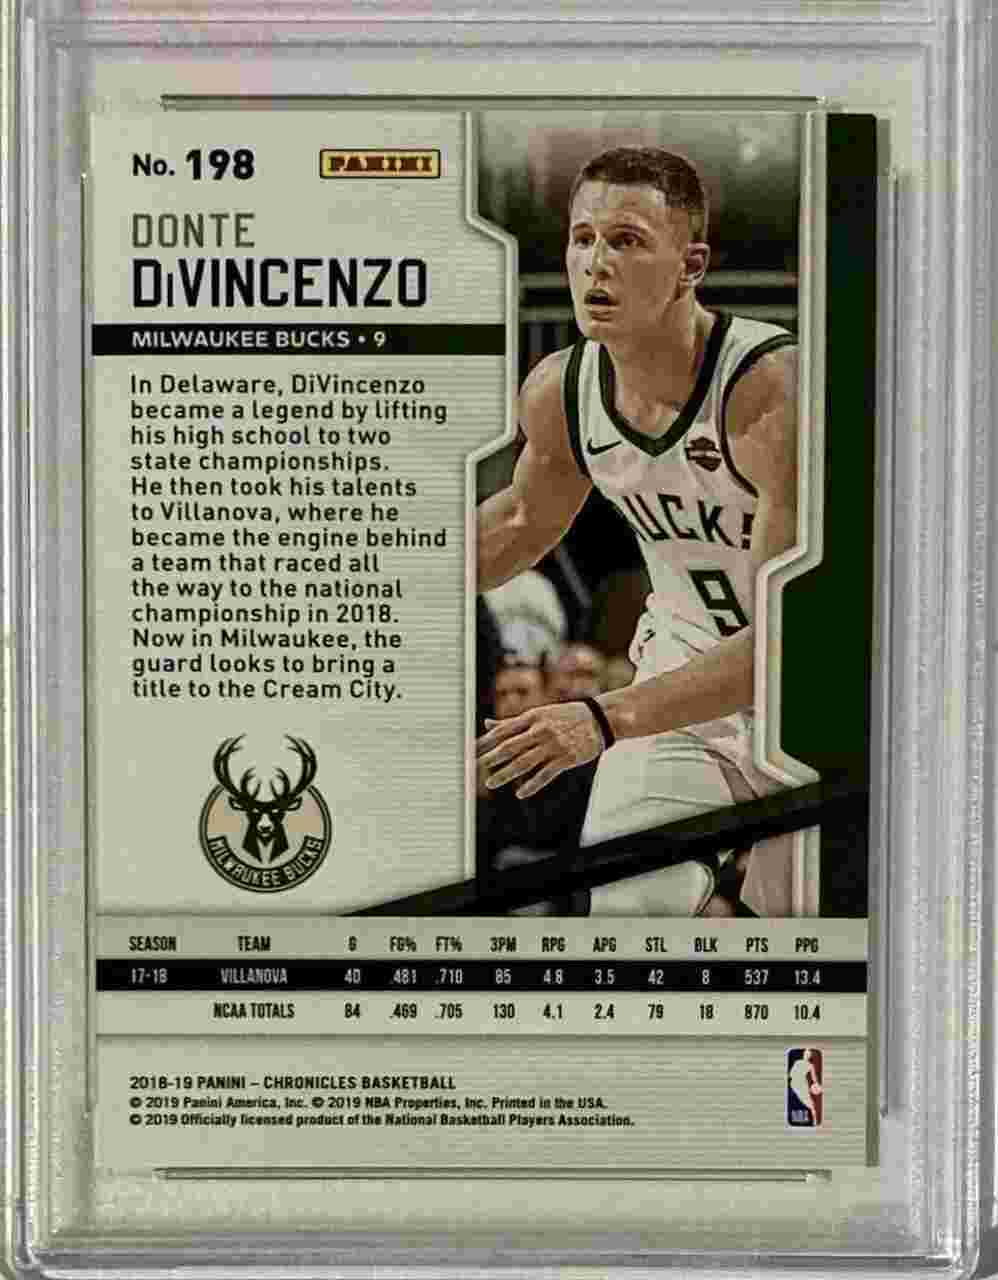 No. 198
PANINI
DONTE
DiVINCENZO
MILWAUKEE BUCKS • 9
In Delaware, DiVincenzo
became a legend by lifting
his high school to two
state championships.
He then took his talents
to Villanova, where he
became the engine behind
a team that raced all
the way to the national
championship in 2018.
Now in Milwaukee, the
guard looks to bring a
title to the Cream City.
BUCKS
9
MILWAUKEE BUCKS
SEASON TEAM G FG% FT% 3PM RPG APG STL BLK PTS PPG
17-18 VILLANOVA 40 .481 .710 85 4.8 3.5 42 8 537 13.4
NCAA TOTALS 84 .469 .705 130 4.1 2.4 79 18 870 10.4
2018-19 PANINI – CHRONICLES BASKETBALL
© 2019 Panini America, Inc. © 2019 NBA Properties, Inc. Printed in the USA.
© 2019 Officially licensed product of the National Basketball Players Association.
NBA